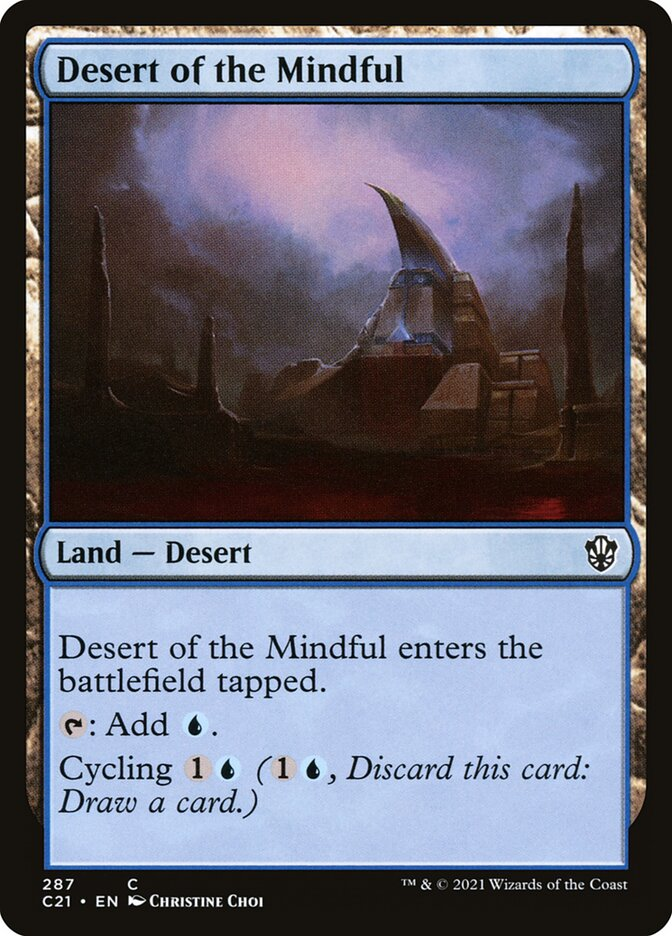 Desert of the Mindful
Land — Desert
Desert of the Mindful enters the
battlefield tapped.
: Add .
Cycling 1 (1, Discard this card:
Draw a card.)
287 C
C21 • EN Christine Choi
™ & © 2021 Wizards of the Coast